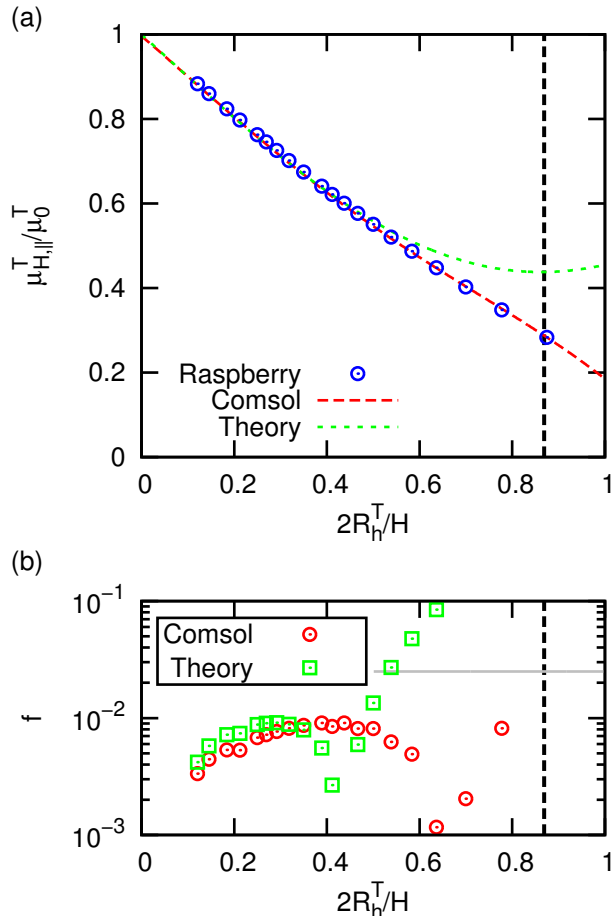 (a)
1
0.8
0.6
0.4
0.2
0
μ^T_{H,||}/μ^T_0
Raspberry
Comsol
Theory
0 0.2 0.4 0.6 0.8 1
2R^T_h/H
(b)
10^{-1}
10^{-2}
10^{-3}
f
Comsol
Theory
0 0.2 0.4 0.6 0.8 1
2R^T_h/H